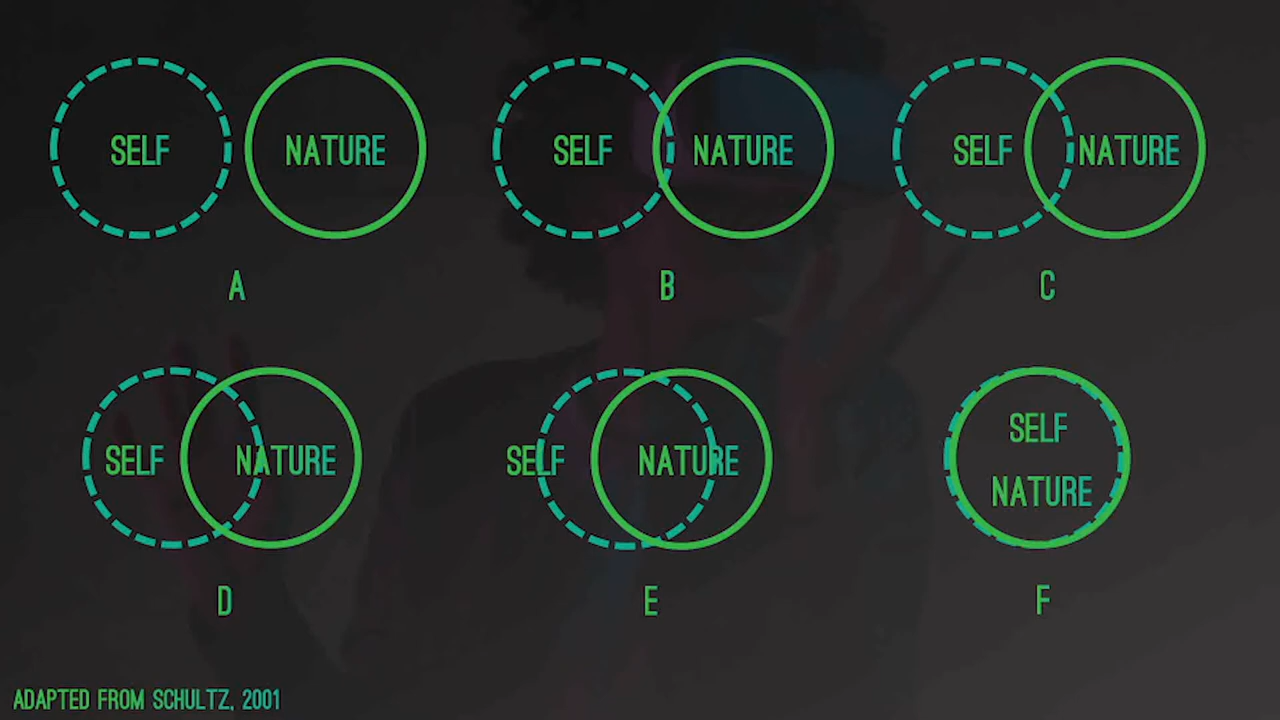 SELF NATURE SELF NATURE SELF NATURE
A B C
SELF NATURE SELF NATURE SELF
NATURE
D E F
ADAPTED FROM SCHULTZ, 2001